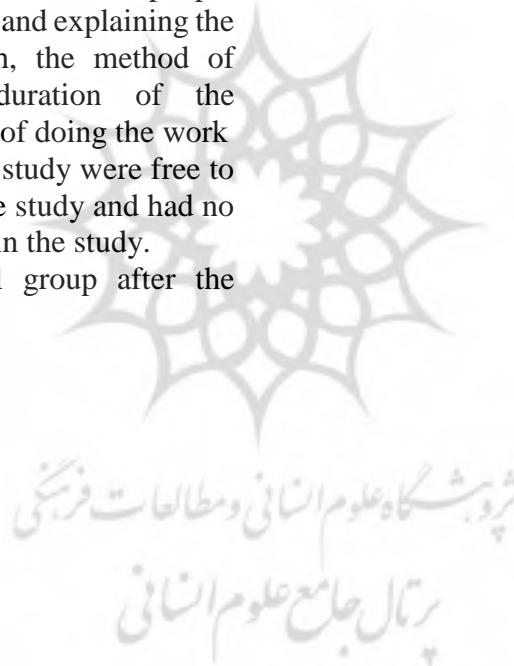 and explaining the
the method of
duration of the
of doing the work
study were free to
study and had no
in the study.
group after the
پژوهشگاه علوم انسانی و مطالعات فرهنگی
پرتال جامع علوم انسانی